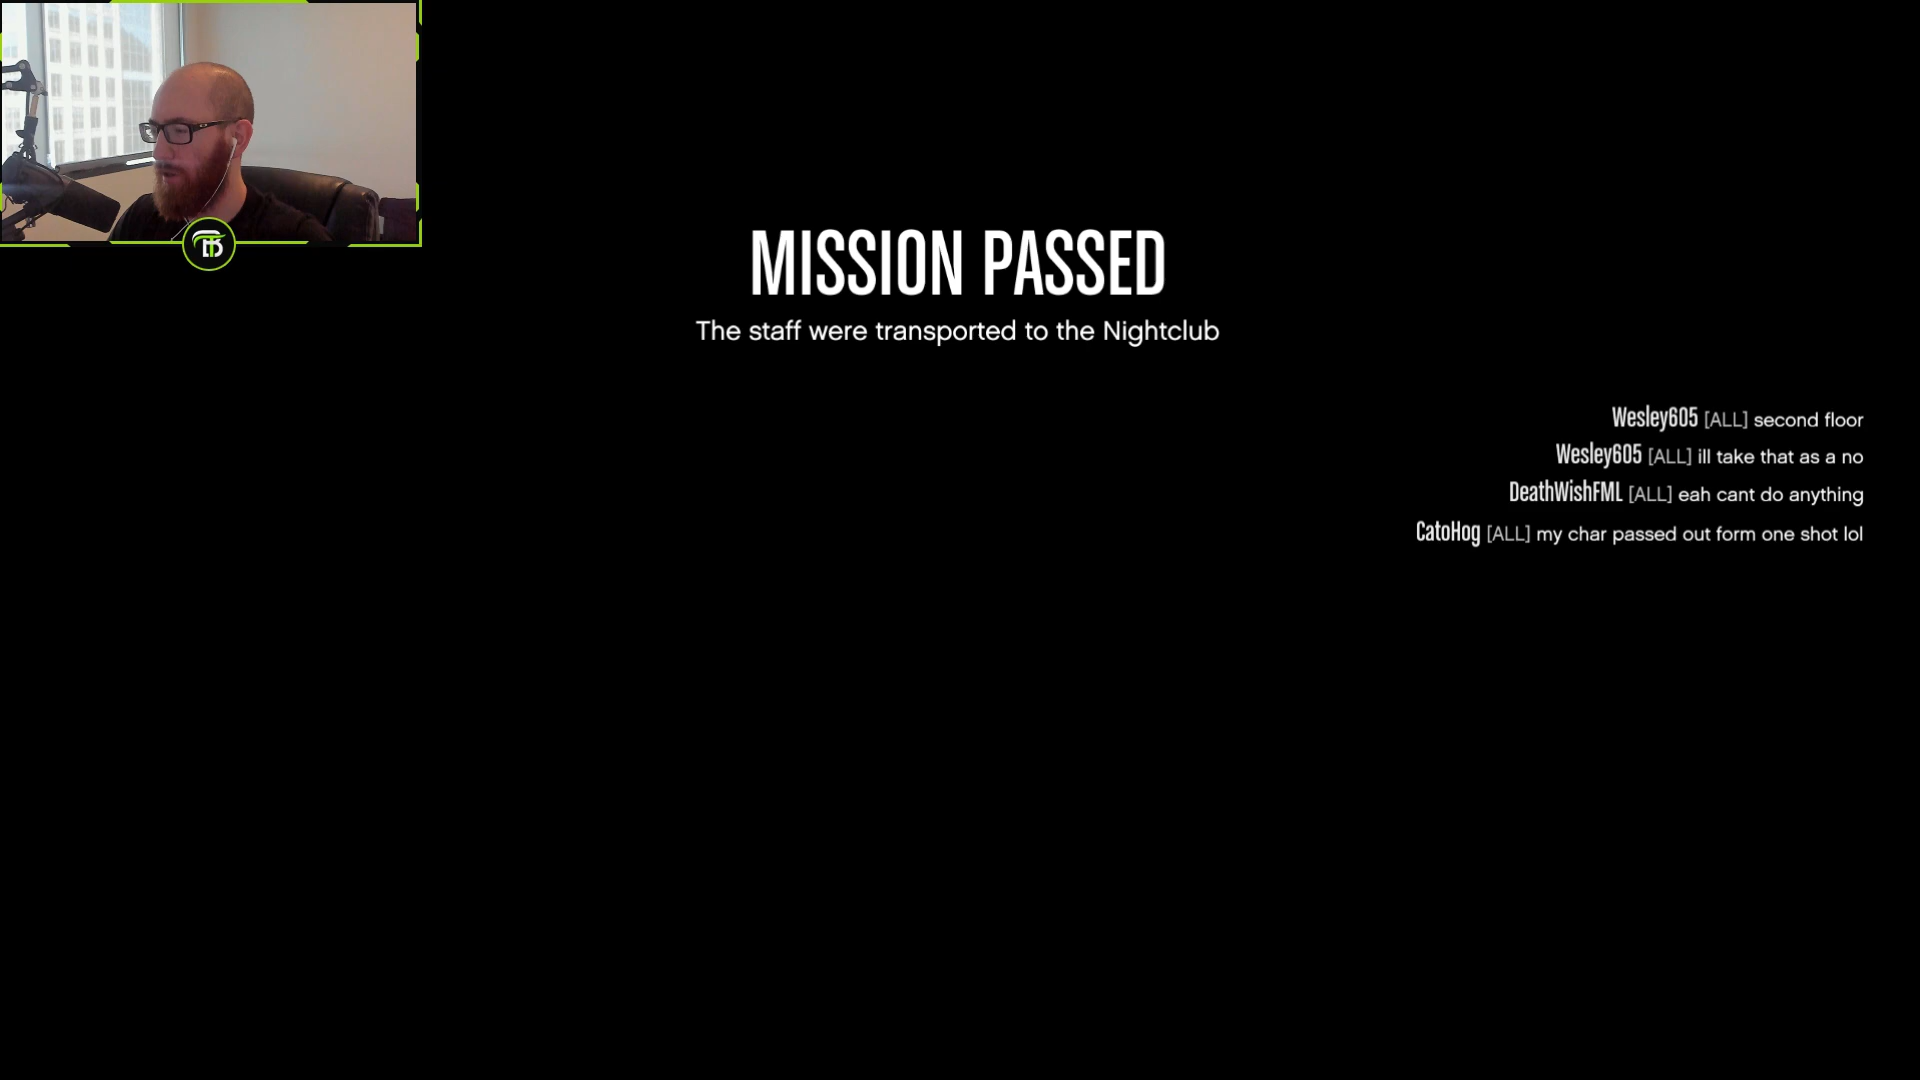 MISSION PASSED
The staff were transported to the Nightclub
Wesley605 [ALL] second floor
Wesley605 [ALL] ill take that as a no
DeathWishFML [ALL] eah cant do anything
CatoHog [ALL] my char passed out form one shot lol